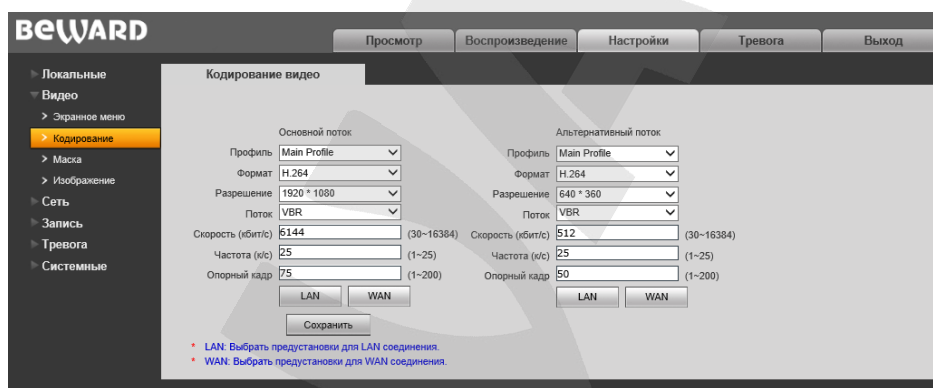 BEWARD
Просмотр Воспроизведение Настройки Тревога Выход
Локальные
Видео
Экранное меню
Кодирование
Маска
Изображение
Сеть
Запись
Тревога
Системные
Кодирование видео
Основной поток
Профиль Main Profile
Формат H.264
Разрешение 1920 * 1080
Поток VBR
Скорость (кбит/с) 6144 (30~16384)
Частота (к/с) 25 (1~25)
Опорный кадр 75 (1~200)
LAN WAN
Сохранить
Альтернативный поток
Профиль Main Profile
Формат H.264
Разрешение 640 * 360
Поток VBR
Скорость (кбит/с) 512 (30~16384)
Частота (к/с) 25 (1~25)
Опорный кадр 50 (1~200)
LAN WAN
* LAN: Выбрать предустановки для LAN соединения.
* WAN: Выбрать предустановки для WAN соединения.